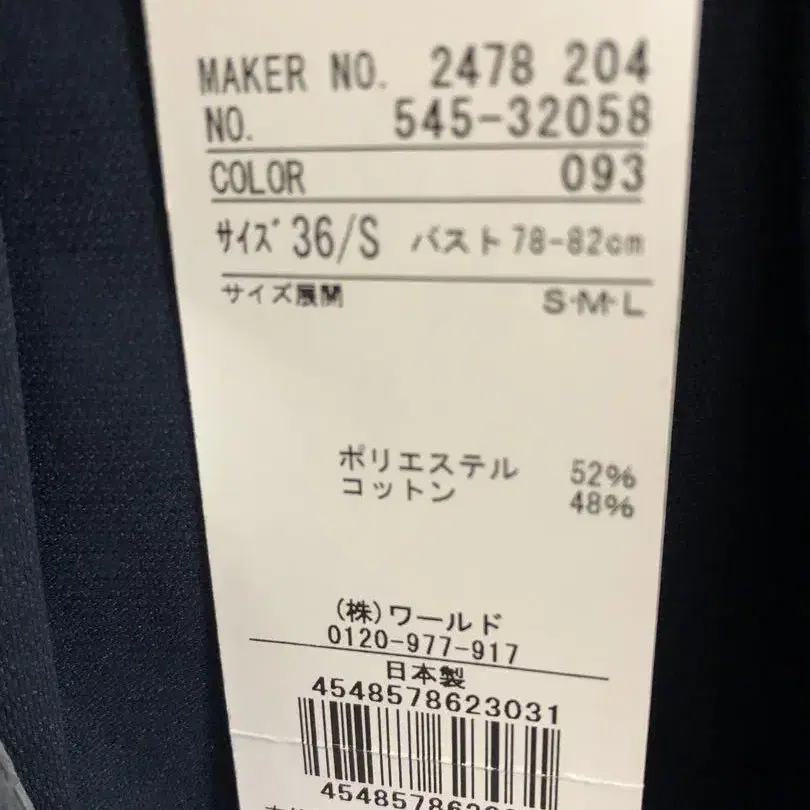 MAKER NO. 2478 204
NO. 545-32058
COLOR 093
サイズ 36/S バスト 78-82cm
サイズ展開 S・M・L
ポリエステル 52%
コットン 48%
(株)ワールド
0120-977-917
日本製
4548578623031